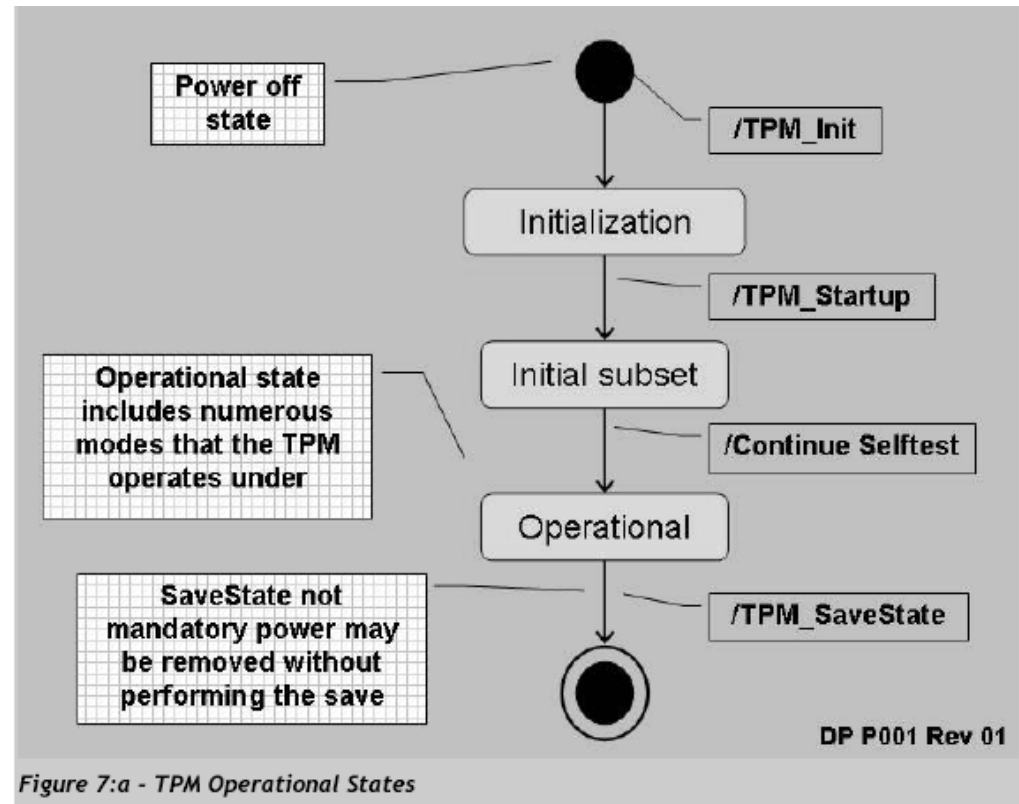 Power off
state
/TPM_Init
Initialization
/TPM_Startup
Initial subset
Operational state
includes numerous
modes that the TPM
operates under
/Continue Selftest
Operational
SaveState not
mandatory power may
be removed without
performing the save
/TPM_SaveState
DP P001 Rev 01
Figure 7:a - TPM Operational States